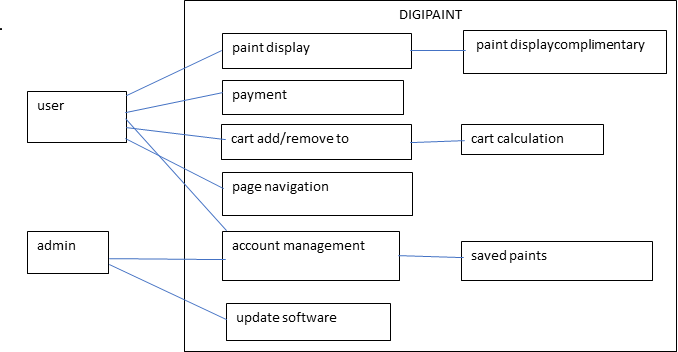 DIGIPAINT
paint display
paint displaycomplimentary
user
payment
cart add/remove to
cart calculation
page navigation
admin
account management
saved paints
update software